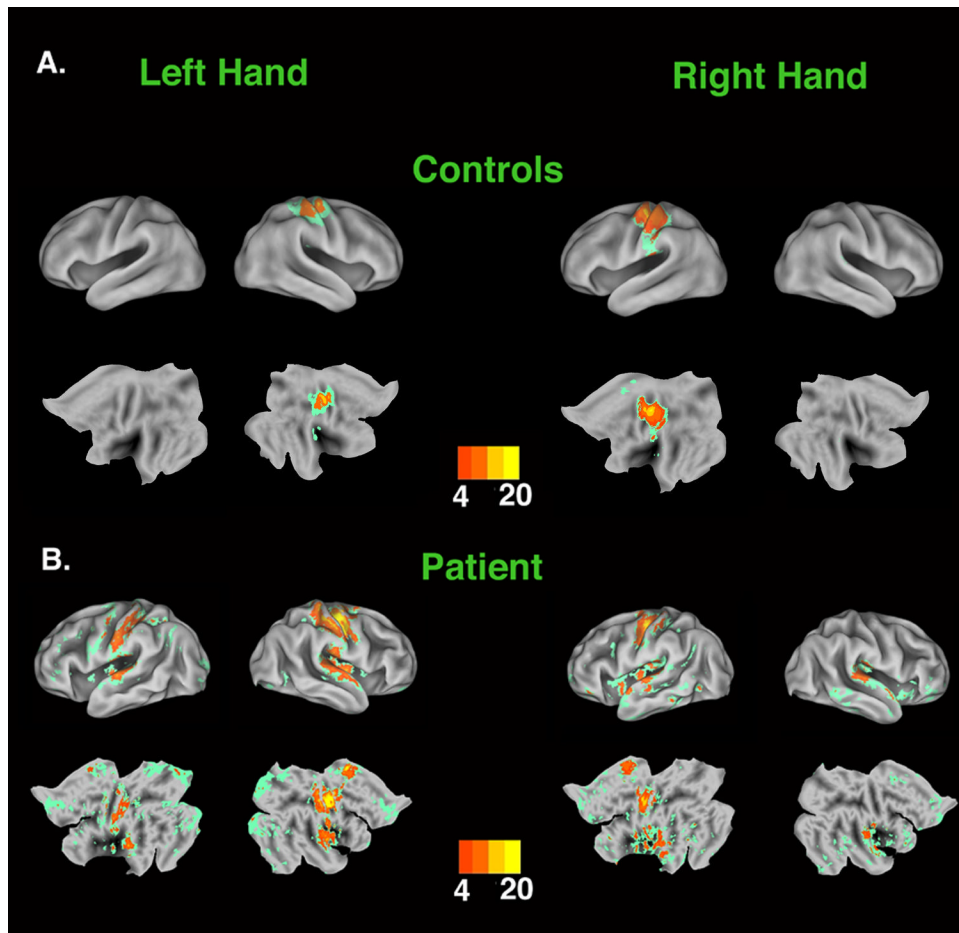 A.
Left Hand
Right Hand
Controls
4 20
B.
Patient
4 20